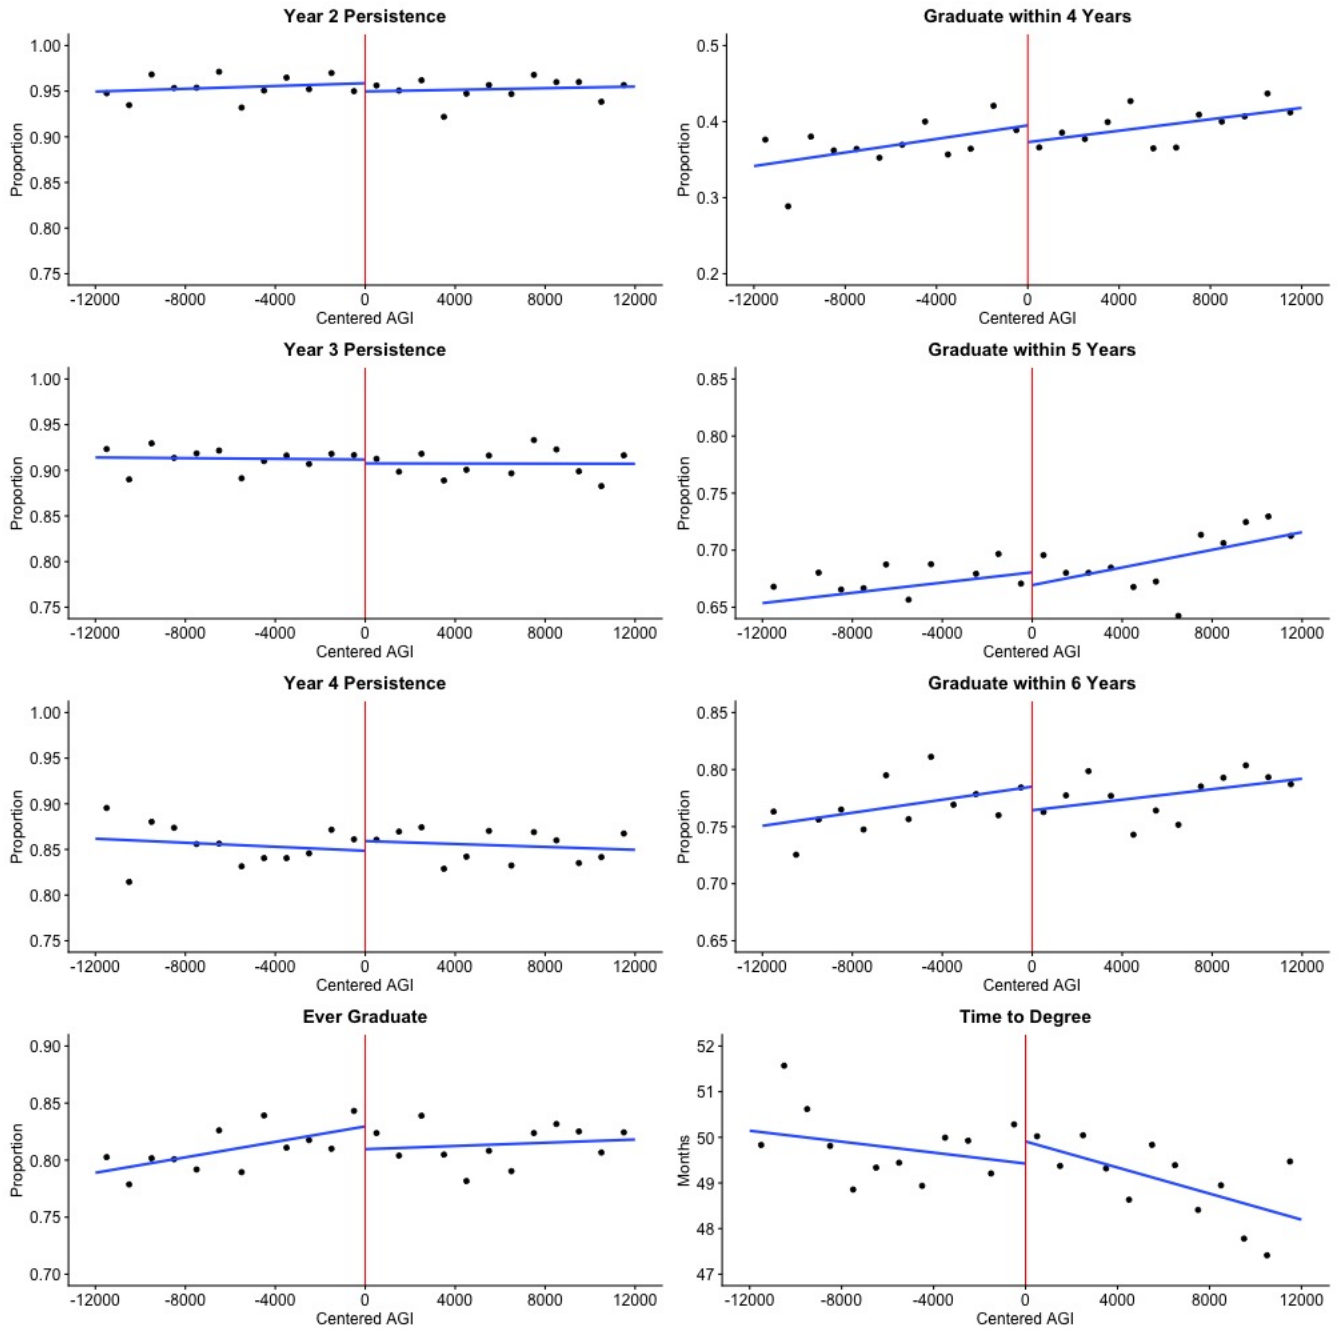 Year 2 Persistence
1.00
0.95
0.90
0.85
0.80
0.75
Proportion
-12000 -8000 -4000 0 4000 8000 12000
Centered AGI
Graduate within 4 Years
0.5
0.4
0.3
0.2
Proportion
-12000 -8000 -4000 0 4000 8000 12000
Centered AGI
Year 3 Persistence
1.00
0.95
0.90
0.85
0.80
0.75
Proportion
-12000 -8000 -4000 0 4000 8000 12000
Centered AGI
Graduate within 5 Years
0.85
0.80
0.75
0.70
0.65
Proportion
-12000 -8000 -4000 0 4000 8000 12000
Centered AGI
Year 4 Persistence
1.00
0.95
0.90
0.85
0.80
0.75
Proportion
-12000 -8000 -4000 0 4000 8000 12000
Centered AGI
Graduate within 6 Years
0.85
0.80
0.75
0.70
0.65
Proportion
-12000 -8000 -4000 0 4000 8000 12000
Centered AGI
Ever Graduate
0.90
0.85
0.80
0.75
0.70
Proportion
-12000 -8000 -4000 0 4000 8000 12000
Centered AGI
Time to Degree
52
51
50
49
48
47
Months
-12000 -8000 -4000 0 4000 8000 12000
Centered AGI